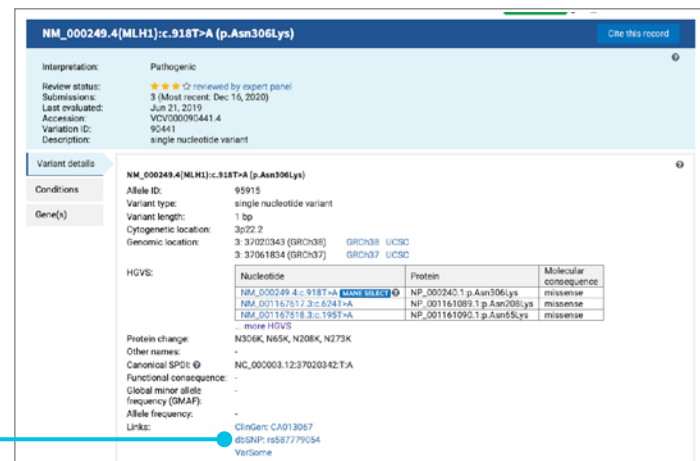 NM_000249.4(MLH1):c.918T>A (p.Asn306Lys)
Cite this record
Interpretation: Pathogenic
Review status: reviewed by expert panel
Submissions: 3 (Most recent: Dec 16, 2020)
Last evaluated: Jun 21, 2019
Accession: VCV000090441.4
Variation ID: 90441
Description: single nucleotide variant
Variant details
Conditions
Gene(s)
NM_000249.4(MLH1):c.918T>A (p.Asn306Lys)
Allele ID: 95915
Variant type: single nucleotide variant
Variant length: 1 bp
Cytogenetic location: 3p22.2
Genomic location: 3: 37020343 (GRCh38) GRCh38 UCSC
3: 37061834 (GRCh37) GRCh37 UCSC
HGVS:
Nucleotide Protein Molecular consequence
NM_000249.4:c.918T>A MANE SELECT NP_000240.1:p.Asn306Lys missense
NM_001167617.3:c.624T>A NP_001161089.1:p.Asn208Lys missense
NM_001167618.3:c.195T>A NP_001161090.1:p.Asn65Lys missense
... more HGVS
Protein change: N306K, N65K, N208K, N273K
Other names: -
Canonical SPDI: NC_000003.12:37020342:T:A
Functional consequence: -
Global minor allele frequency (GMAF): -
Allele frequency: -
Links: ClinGen: CA013067
dbSNP: rs587779054
VarSome